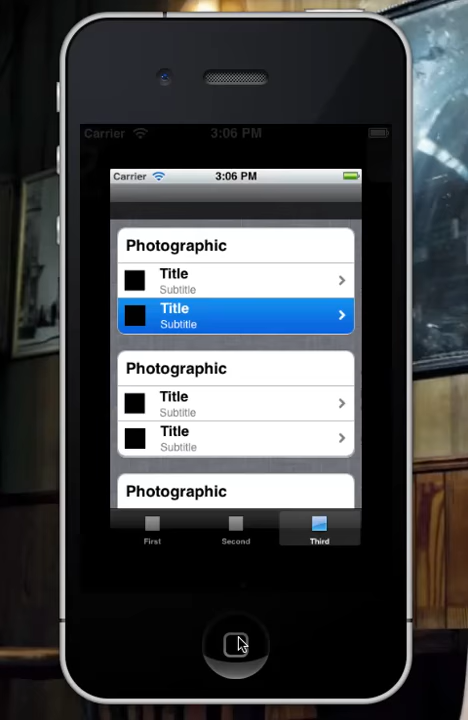 Carrier 3:06 PM
Carrier 3:06 PM
Photographic
Title
Subtitle
Title
Subtitle
Photographic
Title
Subtitle
Title
Subtitle
Photographic
First Second Third